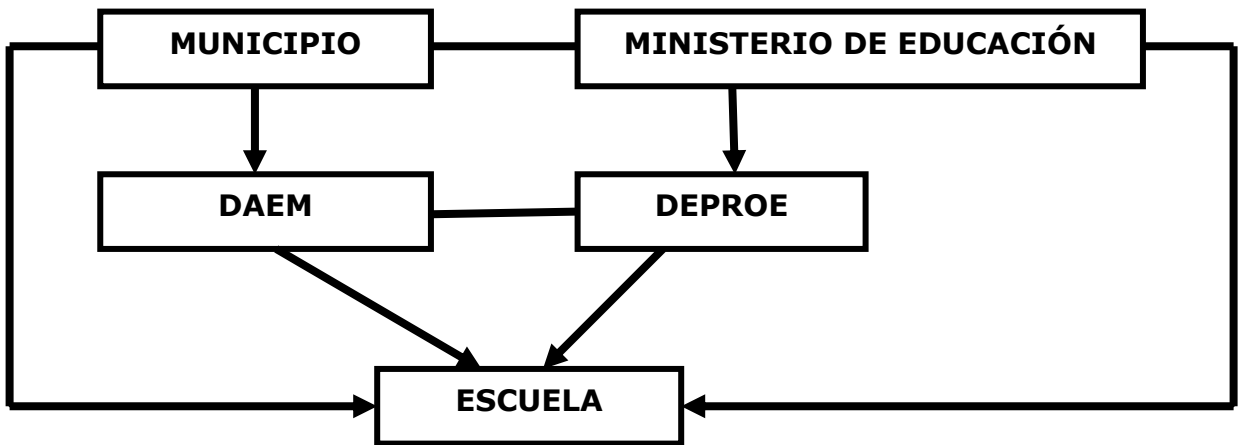 MUNICIPIO
MINISTERIO DE EDUCACIÓN
DAEM
DEPROE
ESCUELA